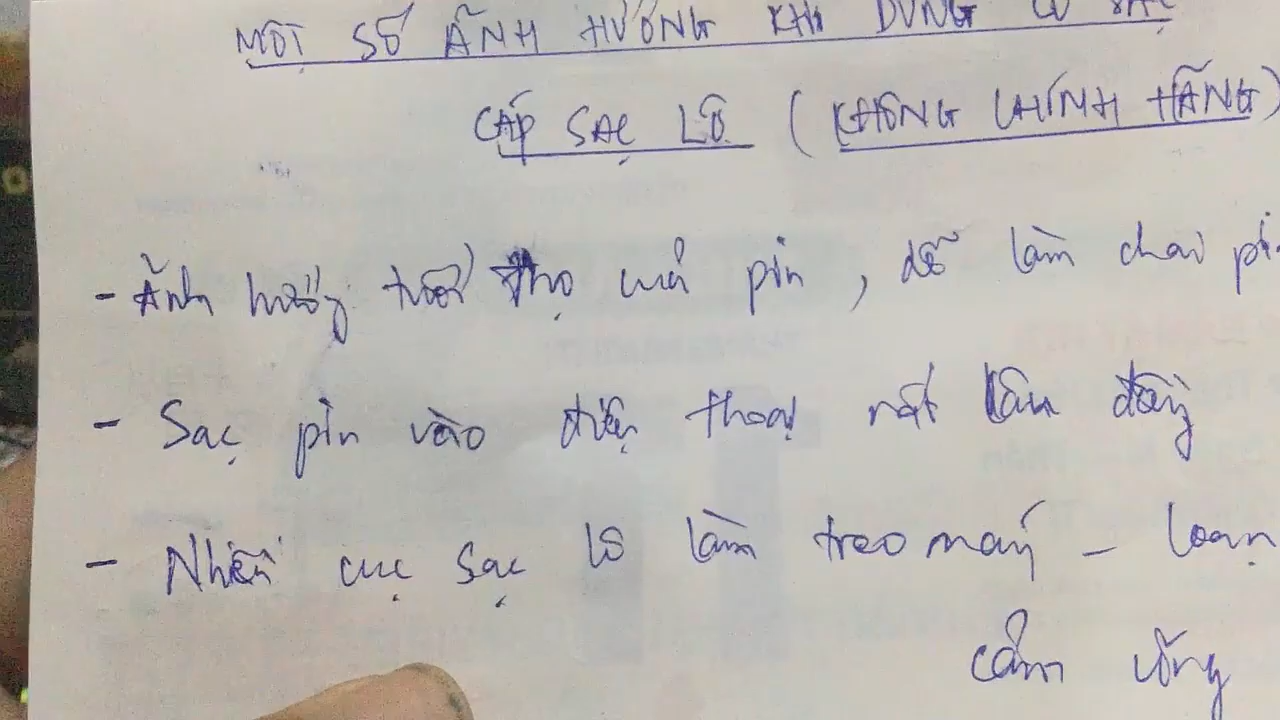 MỘT SỐ ẢNH HƯỞNG KHI DÙNG CỦ SẠC
CÁP SẠC LÔ (KHÔNG CHÍNH HÃNG)
- Ảnh hưởng tuổi thọ của pin, dễ làm chai pin
- Sạc pin vào điện thoại rất lâu đầy
- Nhiều cục sạc lô làm treo máy - loạn
cảm ứng